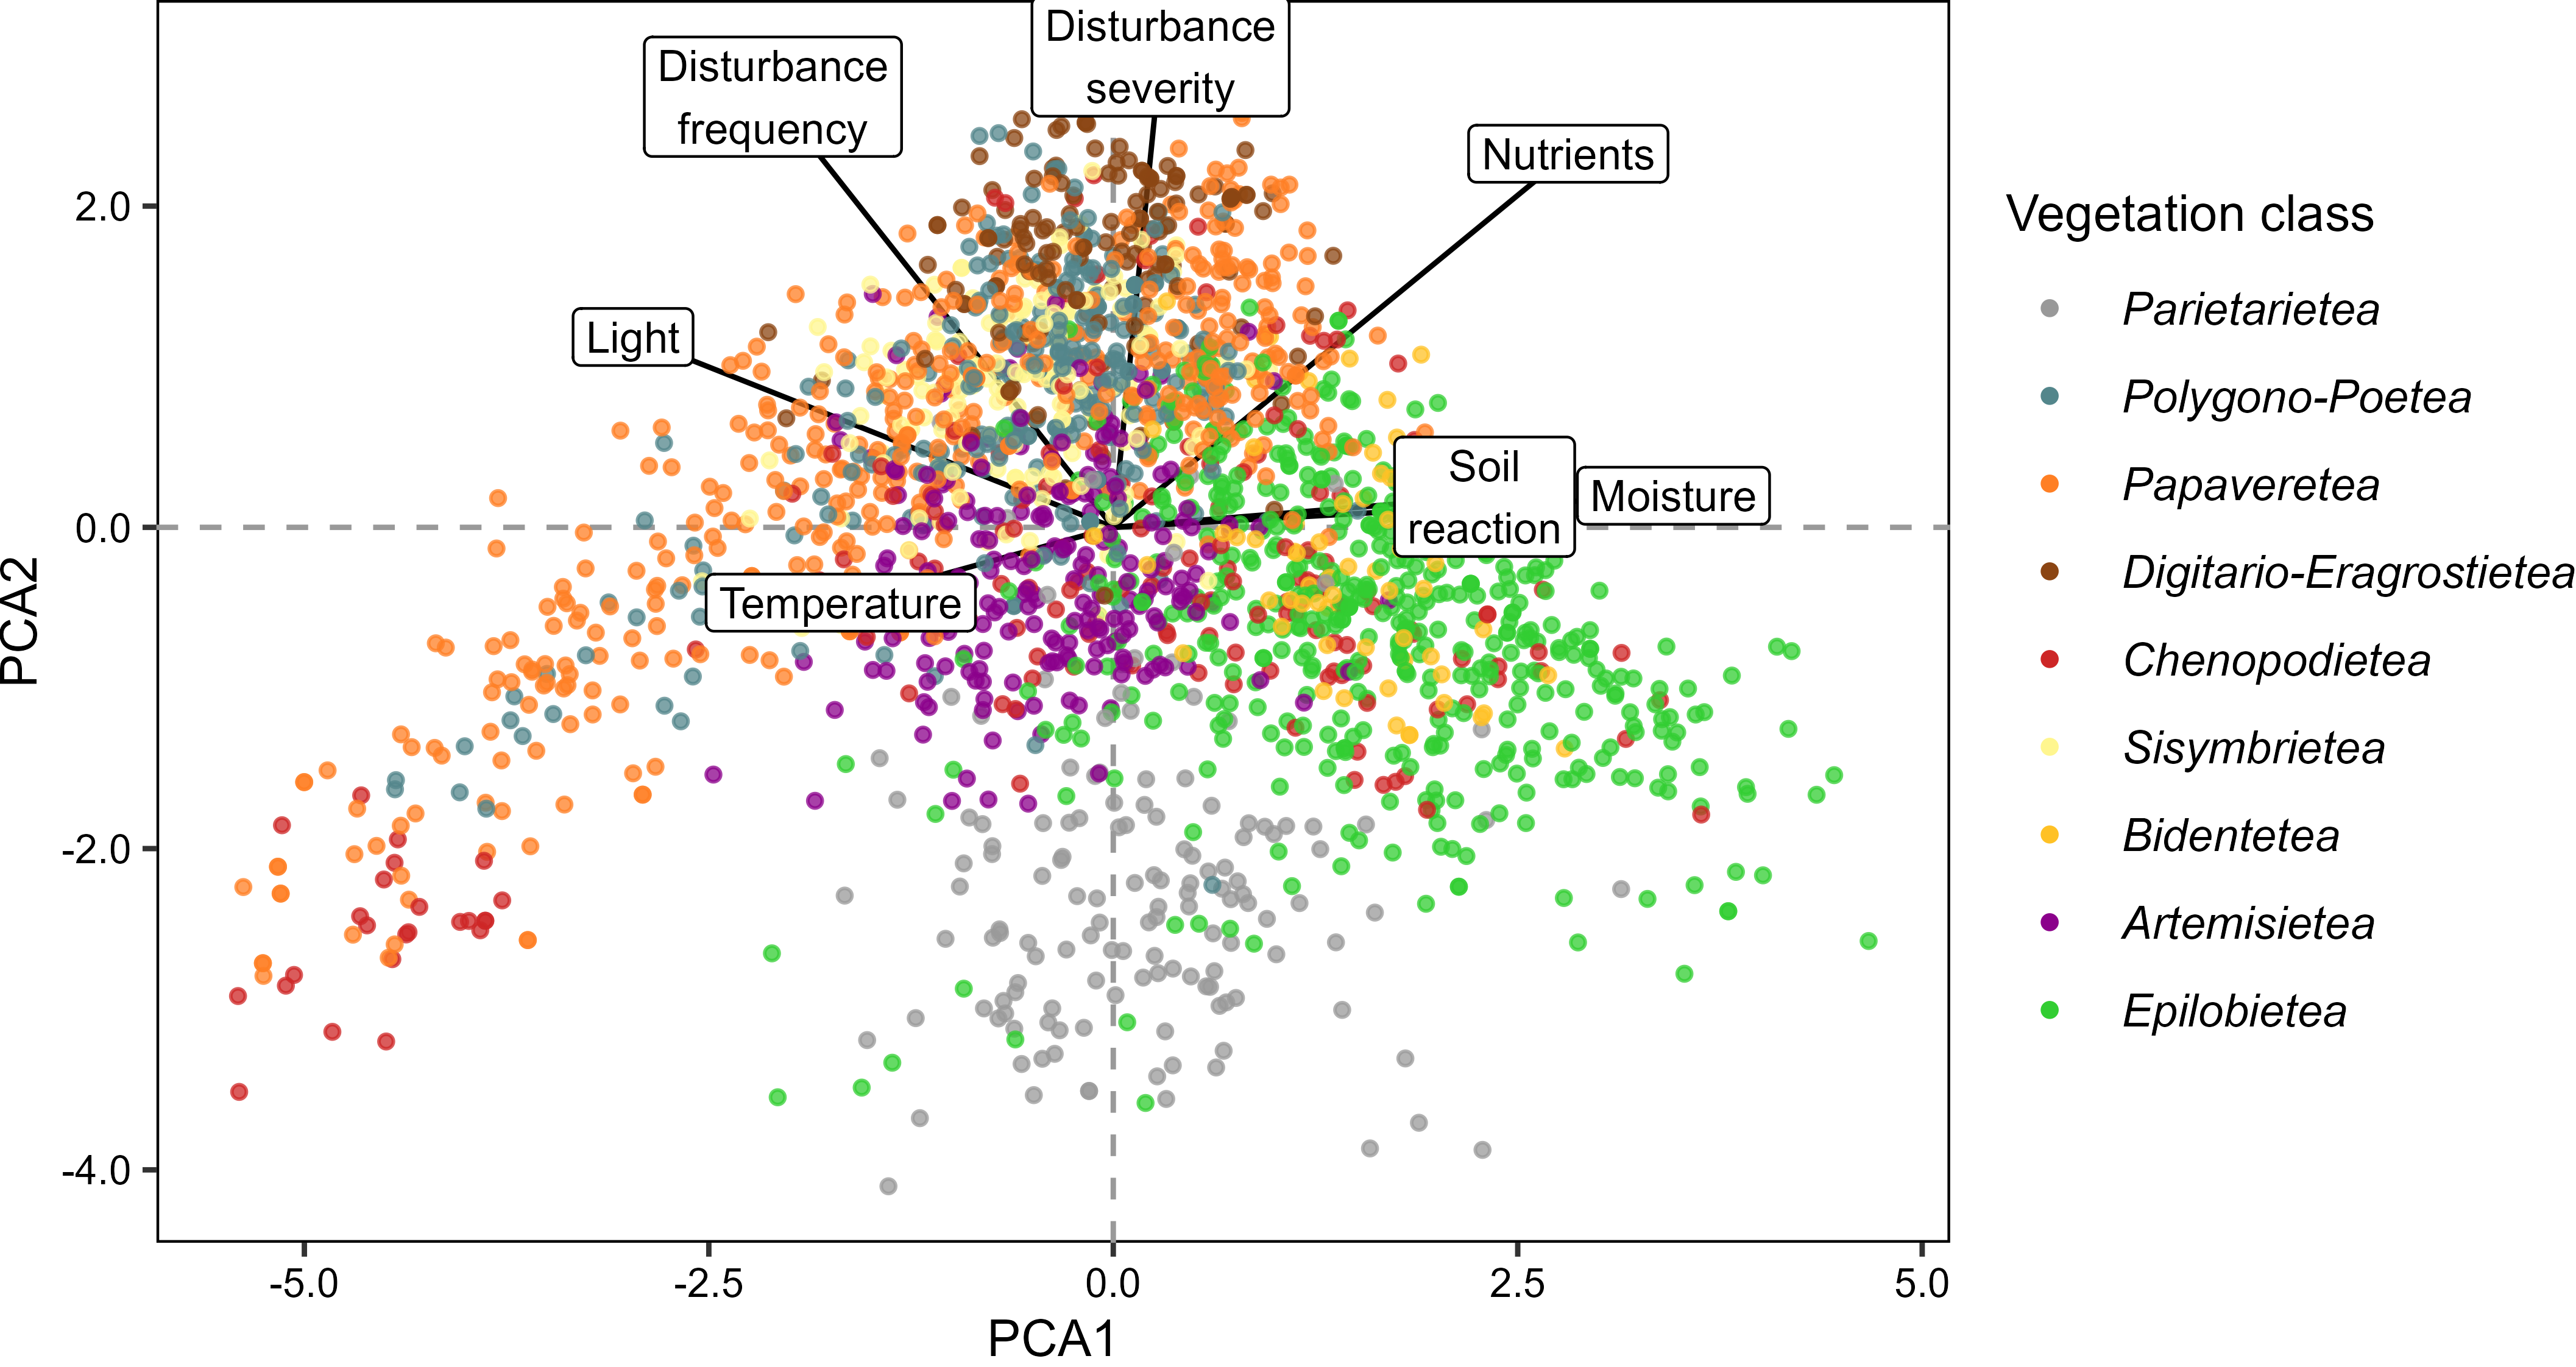 Disturbance
severity
Disturbance
frequency
Nutrients
Light
Soil
reaction
Moisture
Temperature
2.0
0.0
-2.0
-4.0
PCA2
-5.0
-2.5
0.0
2.5
5.0
PCA1
Vegetation class
Parietarietea
Polygono-Poetea
Papaveretea
Digitario-Eragrostietea
Chenopodietea
Sisymbrietea
Bidentetea
Artemisietea
Epilobietea